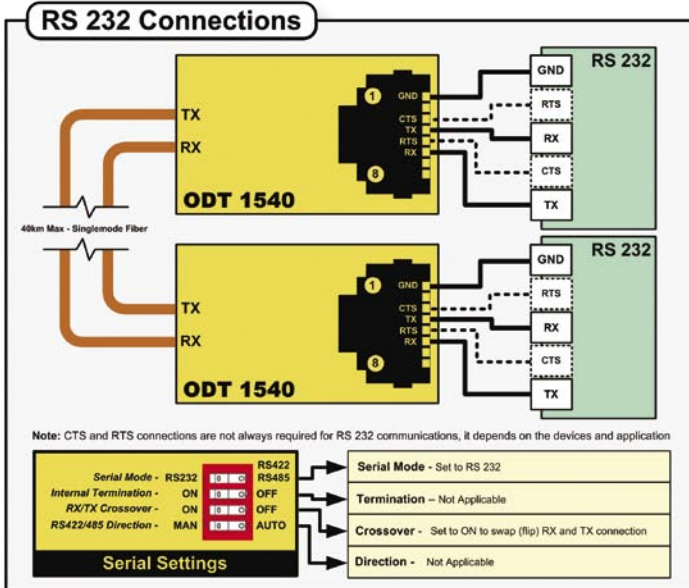 RS 232 Connections
TX
RX
ODT 1540
1
GND
CTS
TX
RTS
RX
8
GND
RTS
RX
CTS
TX
RS 232
40km Max - Singlemode Fiber
TX
RX
ODT 1540
1
GND
CTS
TX
RTS
RX
8
GND
RTS
RX
CTS
TX
RS 232
Note: CTS and RTS connections are not always required for RS 232 communications, it depends on the devices and application
RS422
Serial Mode - RS232 RS485
Internal Termination - ON OFF
RX/TX Crossover - ON OFF
RS422/485 Direction - MAN AUTO
Serial Settings
Serial Mode - Set to RS 232
Termination – Not Applicable
Crossover - Set to ON to swap (flip) RX and TX connection
Direction - Not Applicable